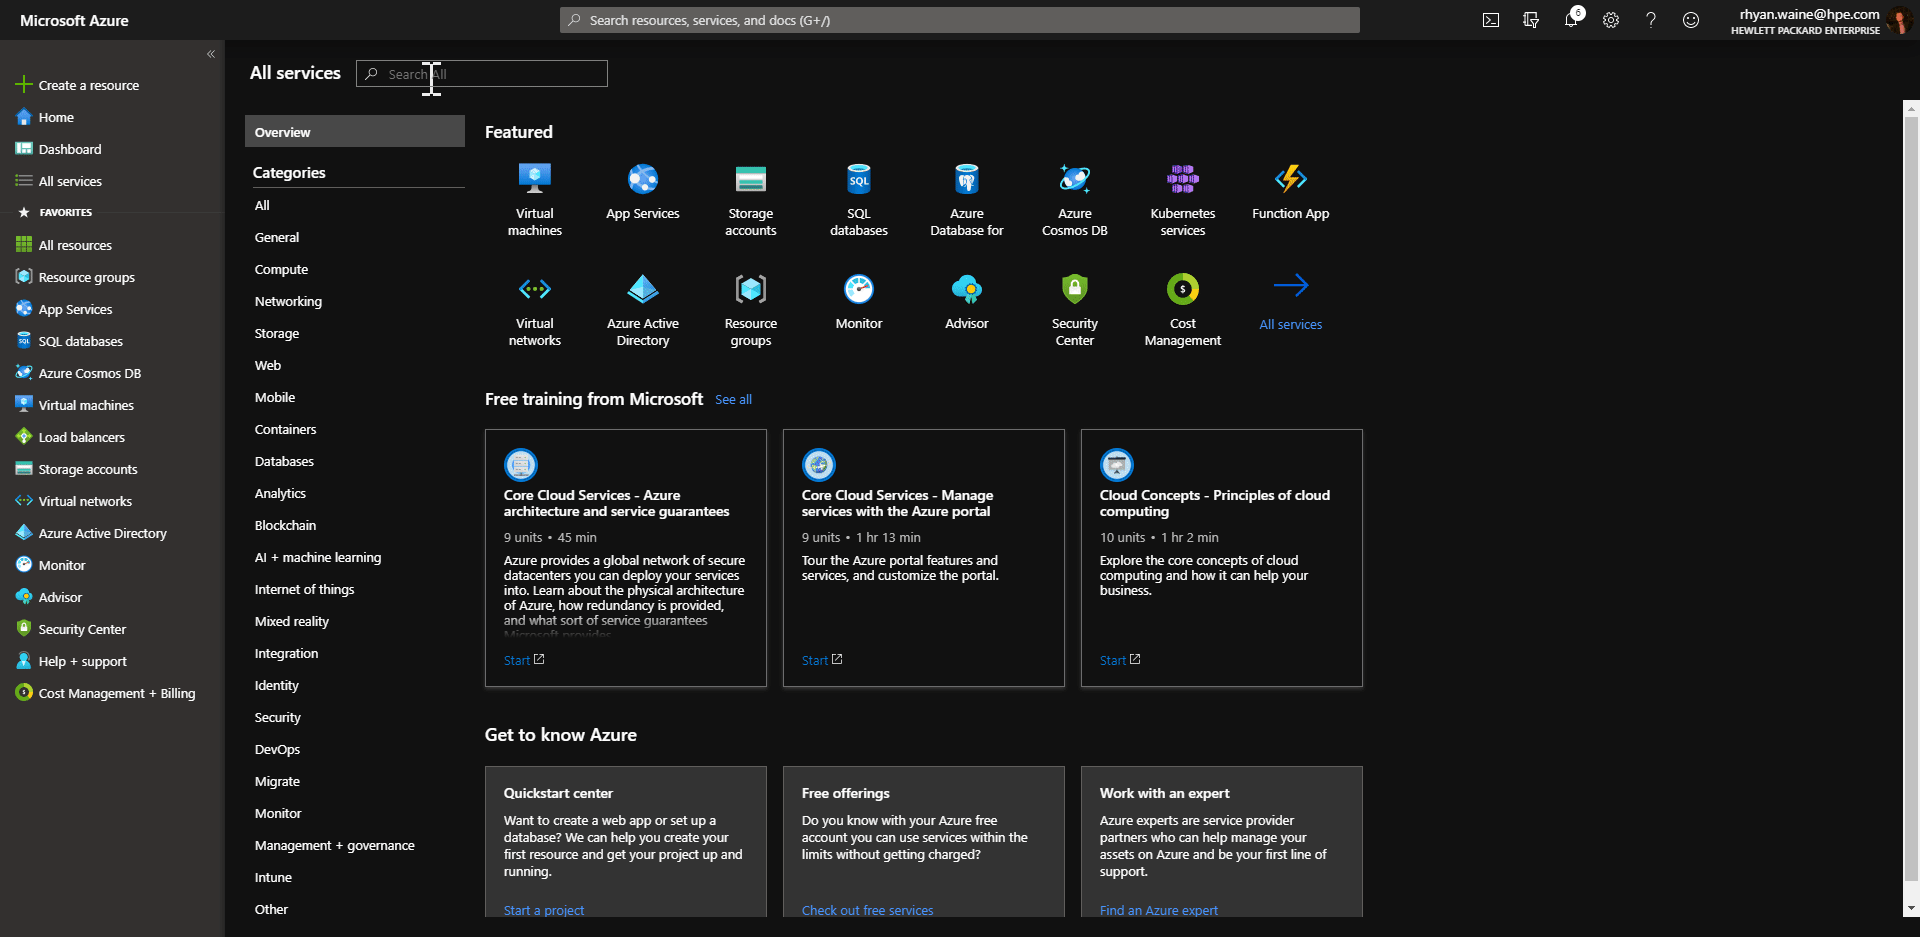 Microsoft Azure
Search resources, services, and docs (G+/)
6
rhyan.waine@hpe.com
HEWLETT PACKARD ENTERPRISE
«
Create a resource
Home
Dashboard
All services
FAVORITES
All resources
Resource groups
App Services
SQL databases
Azure Cosmos DB
Virtual machines
Load balancers
Storage accounts
Virtual networks
Azure Active Directory
Monitor
Advisor
Security Center
Help + support
Cost Management + Billing
All services
Search All
Overview
Categories
All
General
Compute
Networking
Storage
Web
Mobile
Containers
Databases
Analytics
Blockchain
AI + machine learning
Internet of things
Mixed reality
Integration
Identity
Security
DevOps
Migrate
Monitor
Management + governance
Intune
Other
Featured
Virtual
machines
App Services
Storage
accounts
SQL
SQL
databases
Azure
Database for
Azure
Cosmos DB
Kubernetes
services
Function App
Virtual
networks
Azure Active
Directory
Resource
groups
Monitor
Advisor
Security
Center
$
Cost
Management
All services
Free training from Microsoft See all
Core Cloud Services - Azure
architecture and service guarantees
9 units • 45 min
Azure provides a global network of secure
datacenters you can deploy your services
into. Learn about the physical architecture
of Azure, how redundancy is provided,
and what sort of service guarantees
Microsoft provides.
Start
Core Cloud Services - Manage
services with the Azure portal
9 units • 1 hr 13 min
Tour the Azure portal features and
services, and customize the portal.
Start
Cloud Concepts - Principles of cloud
computing
10 units • 1 hr 2 min
Explore the core concepts of cloud
computing and how it can help your
business.
Start
Get to know Azure
Quickstart center
Want to create a web app or set up a
database? We can help you create your
first resource and get your project up and
running.
Start a project
Free offerings
Do you know with your Azure free
account you can use services within the
limits without getting charged?
Check out free services
Work with an expert
Azure experts are service provider
partners who can help manage your
assets on Azure and be your first line of
support.
Find an Azure expert